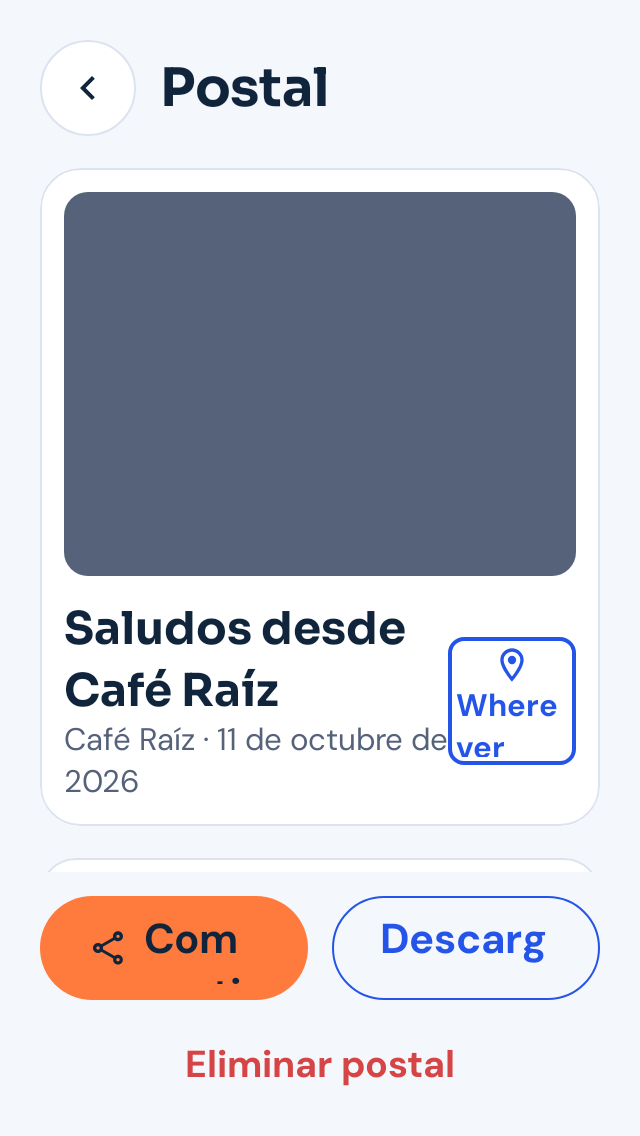 Postal
Saludos desde
Café Raíz
Café Raíz · 11 de octubre de
2026
Where
ver
Com
Descarg
Eliminar postal